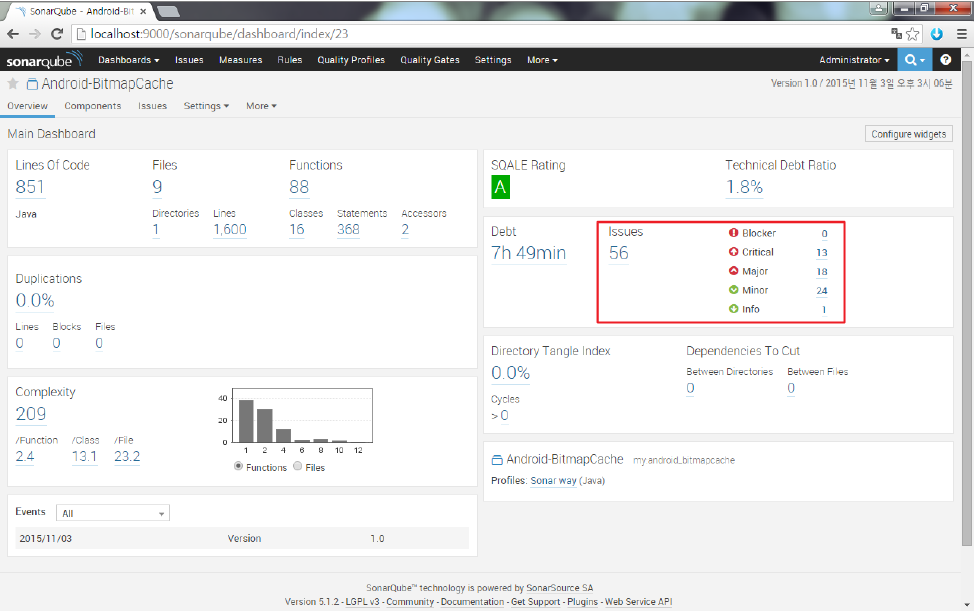 SonarQube - Android-Bit
localhost:9000/sonarqube/dashboard/index/23
sonarqube Dashboards Issues Measures Rules Quality Profiles Quality Gates Settings More Administrator
Android-BitmapCache
Version 1.0 / 2015년 11월 3일 오후 3시 06분
Overview Components Issues Settings More
Main Dashboard
Configure widgets
Lines Of Code Files Functions
851 9 88
Java Directories Lines Classes Statements Accessors
1 1,600 16 368 2
Duplications
0.0%
Lines Blocks Files
0 0 0
Complexity
209
/Function /Class /File
2.4 13.1 23.2
40
20
0
1 2 4 6 8 10 12
Functions Files
Events All
2015/11/03 Version 1.0
SQALE Rating Technical Debt Ratio
A 1.8%
Debt
7h 49min
Issues
56
Blocker 0
Critical 13
Major 18
Minor 24
Info 1
Directory Tangle Index Dependencies To Cut
0.0% Between Directories Between Files
0 0
Cycles
> 0
Android-BitmapCache my:android_bitmapcache
Profiles: Sonar way (Java)
SonarQube™ technology is powered by SonarSource SA
Version 5.1.2 - LGPL v3 - Community - Documentation - Get Support - Plugins - Web Service API